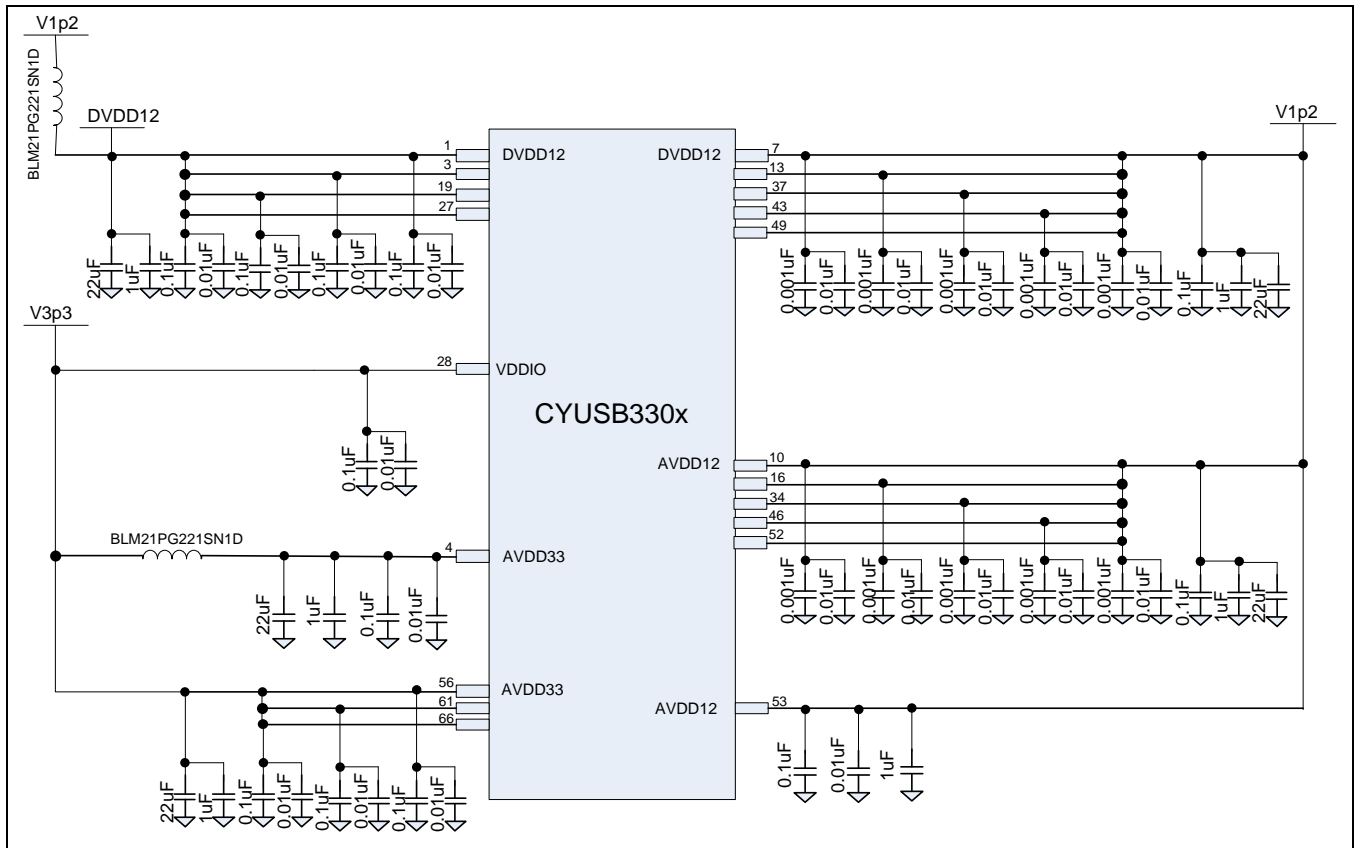 V1p2
BLM21PG221SN1D
DVDD12
1
3
19
27
DVDD12
22uF
1uF
0.1uF
0.01uF
0.1uF
0.01uF
0.1uF
0.01uF
0.1uF
0.01uF
V3p3
28
VDDIO
0.1uF
0.01uF
BLM21PG221SN1D
4
AVDD33
22uF
1uF
0.1uF
0.01uF
56
61
66
AVDD33
22uF
1uF
0.1uF
0.01uF
0.1uF
0.01uF
0.1uF
0.01uF
CYUSB330x
V1p2
DVDD12
7
13
37
43
49
0.001uF
0.01uF
0.001uF
0.01uF
0.001uF
0.01uF
0.001uF
0.01uF
0.001uF
0.01uF
0.1uF
1uF
22uF
AVDD12
10
16
34
46
52
0.001uF
0.01uF
0.001uF
0.01uF
0.001uF
0.01uF
0.001uF
0.01uF
0.001uF
0.01uF
0.1uF
1uF
22uF
AVDD12
53
0.1uF
0.01uF
1uF